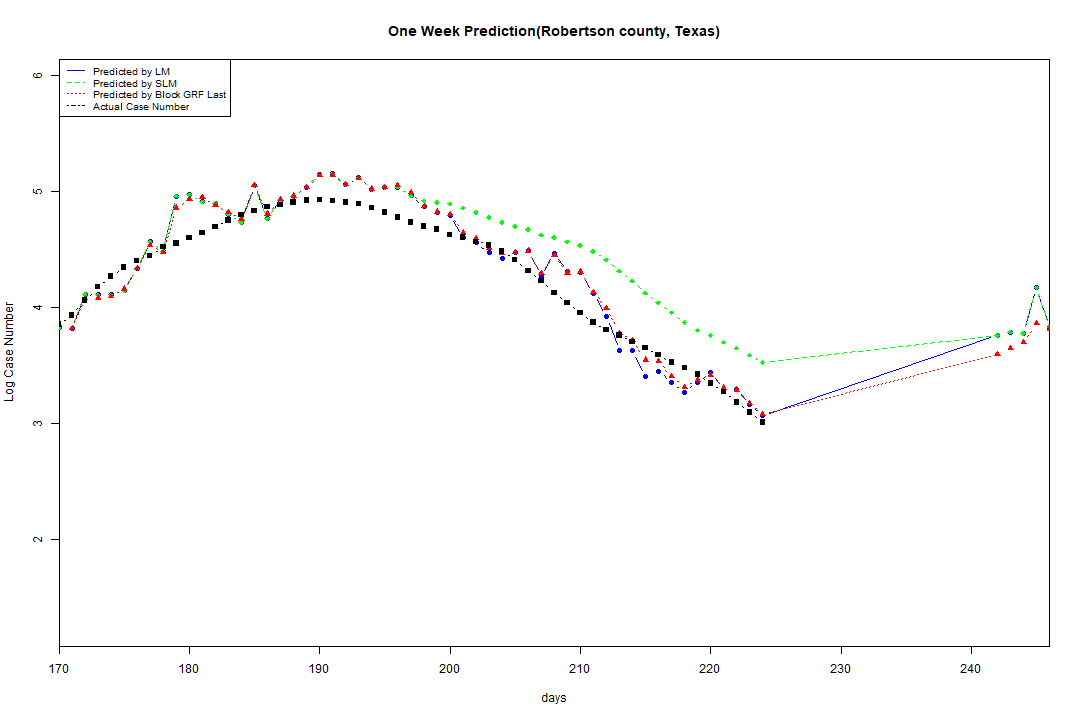 One Week Prediction(Robertson county, Texas)
Predicted by LM
Predicted by SLM
Predicted by Block GRF Last
Actual Case Number
6
5
4
3
2
Log Case Number
170 180 190 200 210 220 230 240
days